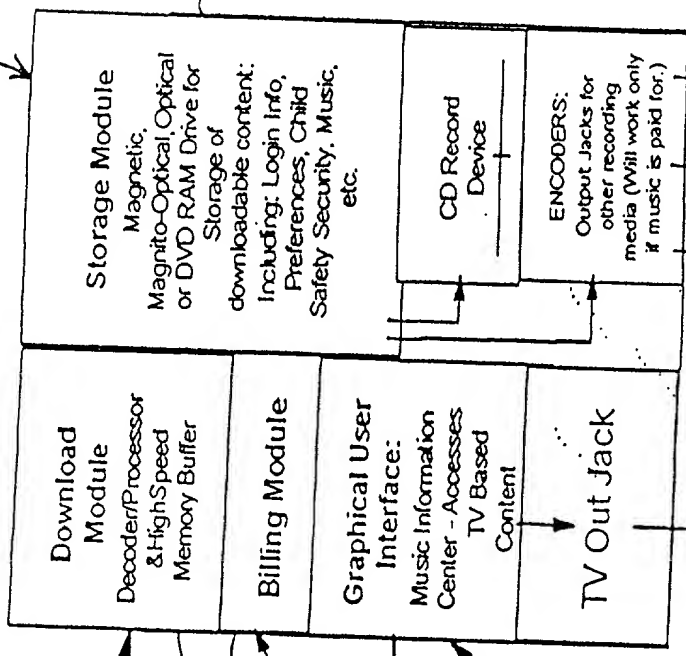 Storage Module
Magnetic,
Magnito-Optical, Optical
or DVD RAM Drive for
Storage of
downloadable content:
Including: Login Info,
Preferences, Child
Safety Security, Music,
etc.
CD Record
Device
ENCODERS:
Output Jacks for
other recording
media (Will work only
if music is paid for.)
Download
Module
Decoder/Processor
&HighSpeed
Memory Buffer
Billing Module
Graphical User
Interface:
Music Information
Center - Accesses
TV Based
Content
TV Out Jack